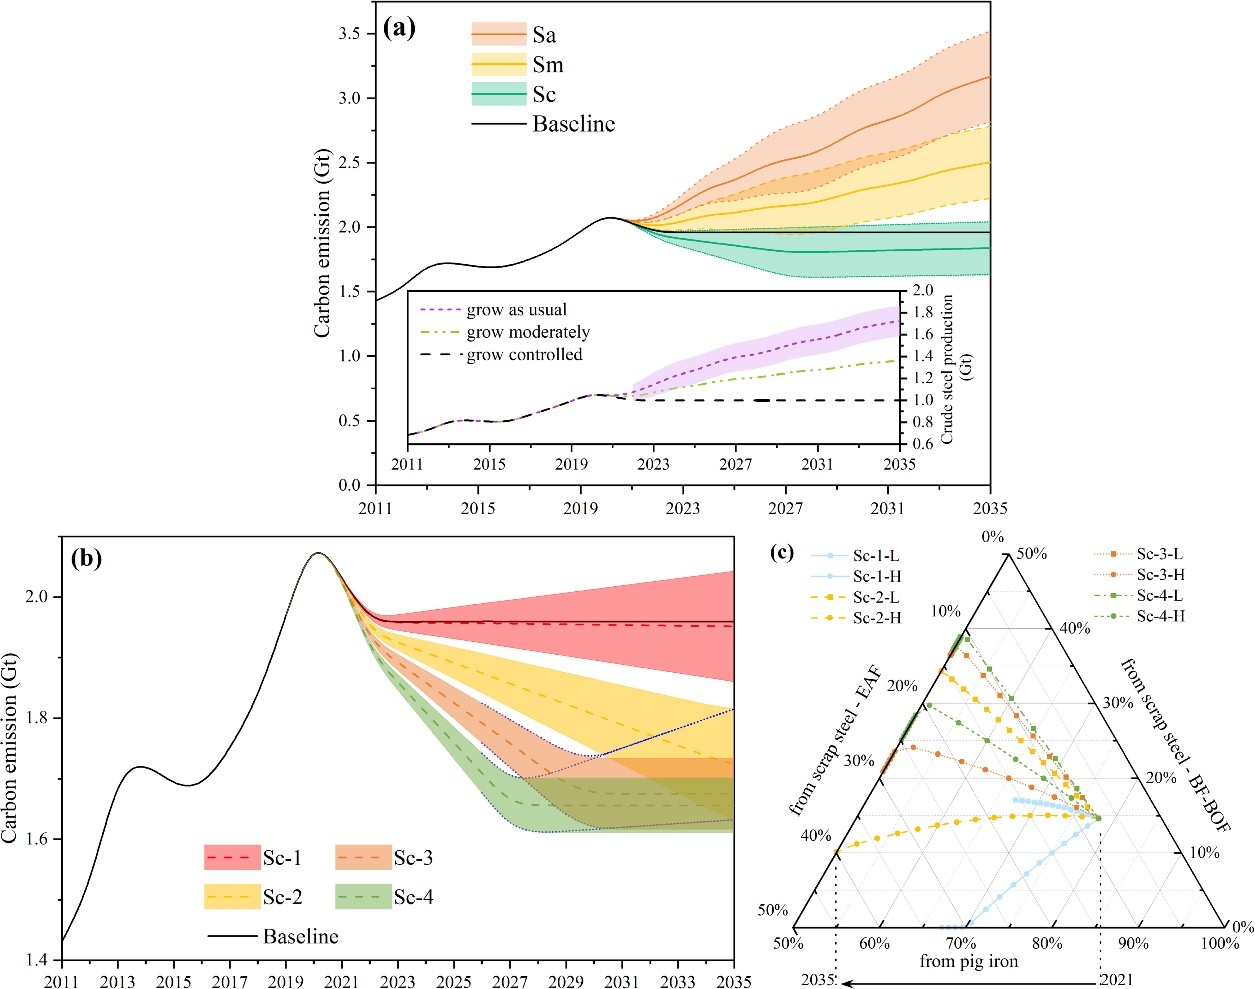 (a)
Sa
Sm
Sc
Baseline
Carbon emission (Gt)
3.5
3.0
2.5
2.0
1.5
1.0
0.5
0.0
2011 2015 2019 2023 2027 2031 2035
grow as usual
grow moderately
grow controlled
2.0
1.8
1.6
1.4
1.2
1.0
0.8
0.6
Crude steel production
(Gt)
2011 2015 2019 2023 2027 2031 2035
(b)
Carbon emission (Gt)
2.0
1.8
1.6
1.4
Sc-1 Sc-3
Sc-2 Sc-4
Baseline
2011 2013 2015 2017 2019 2021 2023 2025 2027 2029 2031 2033 2035
(c)
Sc-1-L
Sc-1-H
Sc-2-L
Sc-2-H
Sc-3-L
Sc-3-H
Sc-4-L
Sc-4-H
0%
10%
20%
30%
40%
50%
from scrap steel - EAF
50%
40%
30%
20%
10%
0%
from scrap steel - BF-BOF
50% 60% 70% 80% 90% 100%
from pig iron
2035 2021